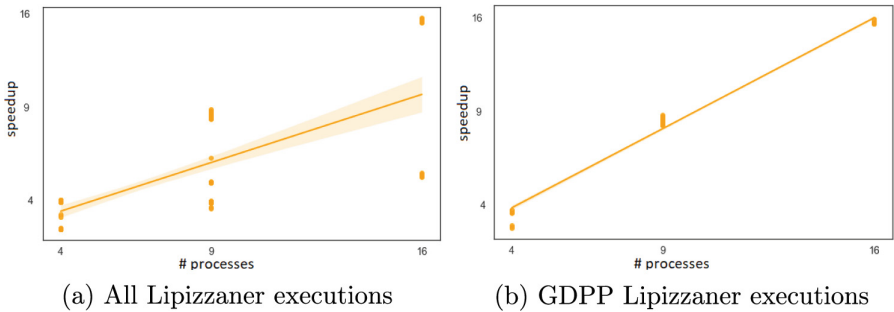 16
9
4
speedup
4
9
16
# processes
(a) All Lipizzaner executions
16
9
4
speedup
4
9
16
# processes
(b) GDPP Lipizzaner executions